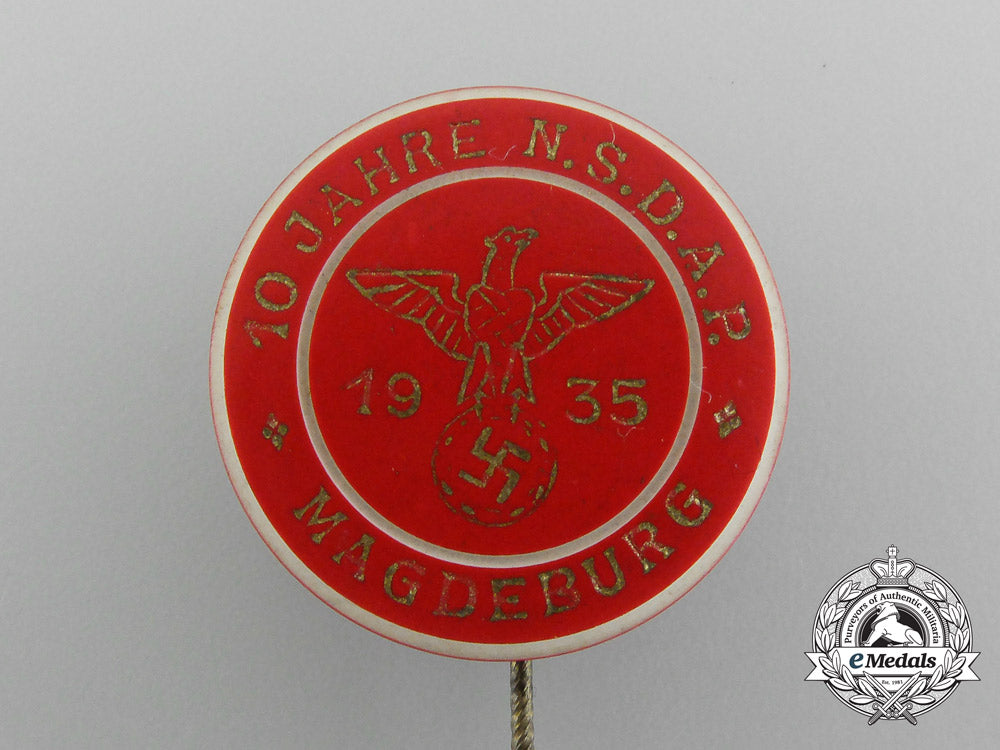 10 JAHRE N.S.D.A.P.
19 35
MAGDEBURG
Purveyors of Authentic Militaria
eMedals
Est. 1981